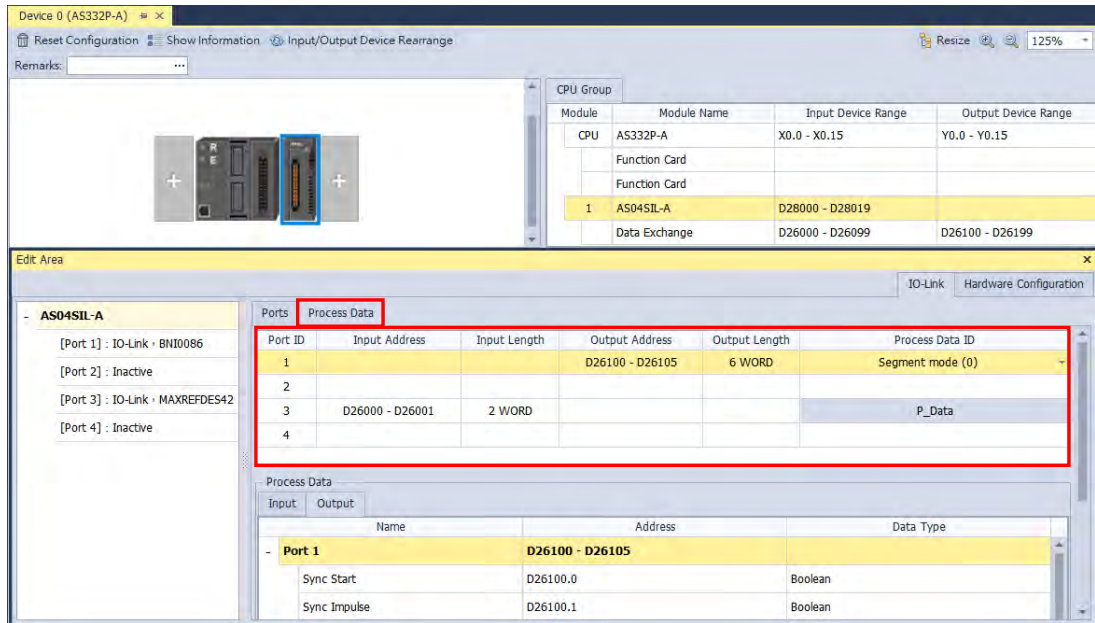 Device 0 (AS332P-A)
Reset Configuration Show Information Input/Output Device Rearrange Resize 125%
Remarks: ...
CPU Group
Module Module Name Input Device Range Output Device Range
CPU AS332P-A X0.0 - X0.15 Y0.0 - Y0.15
Function Card
Function Card
1 AS04SIL-A D28000 - D28019
Data Exchange D26000 - D26099 D26100 - D26199
R
E
Edit Area
IO-Link Hardware Configuration
- AS04SIL-A
[Port 1] : IO-Link , BNI0086
[Port 2] : Inactive
[Port 3] : IO-Link , MAXREFDES42
[Port 4] : Inactive
Ports Process Data
Port ID Input Address Input Length Output Address Output Length Process Data ID
1 D26100 - D26105 6 WORD Segment mode (0)
2
3 D26000 - D26001 2 WORD P_Data
4
Process Data
Input Output
Name Address Data Type
- Port 1 D26100 - D26105
Sync Start D26100.0 Boolean
Sync Impulse D26100.1 Boolean